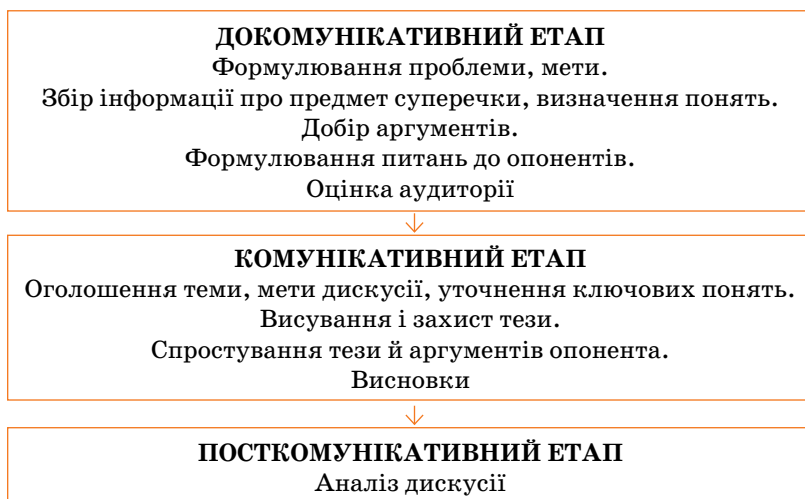 ДОКОМУНІКАТИВНИЙ ЕТАП
Формулювання проблеми, мети.
Збір інформації про предмет суперечки, визначення понять.
Добір аргументів.
Формулювання питань до опонентів.
Оцінка аудиторії
КОМУНІКАТИВНИЙ ЕТАП
Оголошення теми, мети дискусії, уточнення ключових понять.
Висування і захист тези.
Спростування тези й аргументів опонента.
Висновки
ПОСТКОМУНІКАТИВНИЙ ЕТАП
Аналіз дискусії